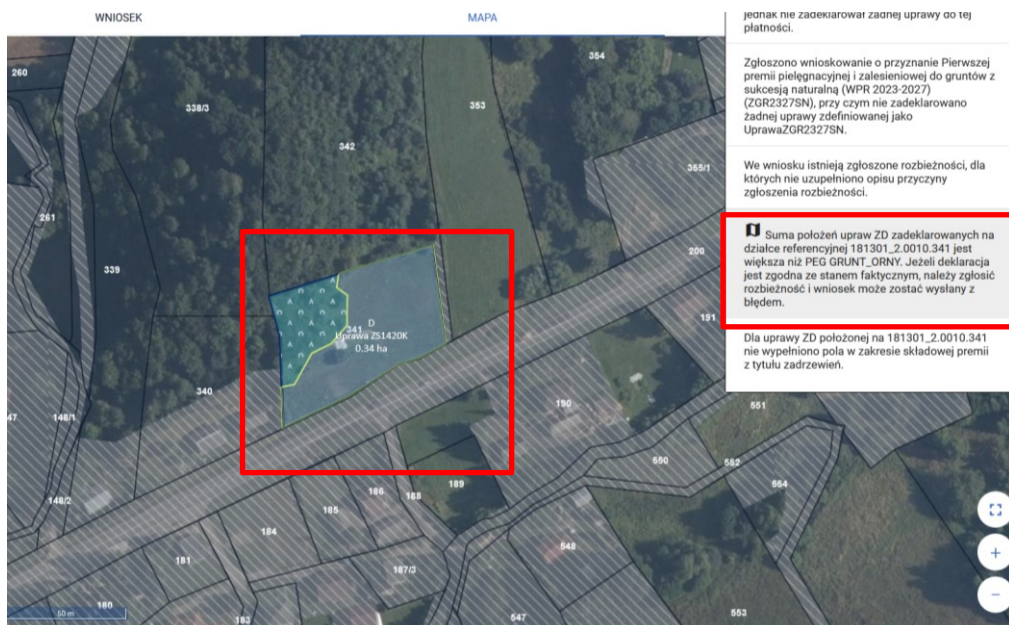 WNIOSEK
MAPA
jednak nie zadeklarował żadnej uprawy do tej
płatności.
Zgłoszono wnioskowanie o przyznanie Pierwszej
premii pielęgnacyjnej i zalesieniowej do gruntów z
sukcesją naturalną (WPR 2023-2027)
(ZGR2327SN), przy czym nie zadeklarowano
żadnej uprawy zdefiniowanej jako
UprawaZGR2327SN.
We wniosku istnieją zgłoszone rozbieżności, dla
których nie uzupełniono opisu przyczyny
zgłoszenia rozbieżności.
Suma położeń upraw ZD zadeklarowanych na
działce referencyjnej 181301_2.0010.341 jest
większa niż PEG GRUNT_ORNY. Jeżeli deklaracja
jest zgodna ze stanem faktycznym, należy zgłosić
rozbieżność i wniosek może zostać wysłany z
błędem.
Dla uprawy ZD położonej na 181301_2.0010.341
nie wypełniono pola w zakresie składowej premii
z tytułu zadrzewień.
260
338/3
342
353
354
355/1
261
339
200
191
D
341
Uprawa ZS1420K
0.34 ha
340
47
148/1
190
551
148/2
186
188
189
550
552
554
185
184
181
187/3
548
180
183
547
553
50 m
+
−